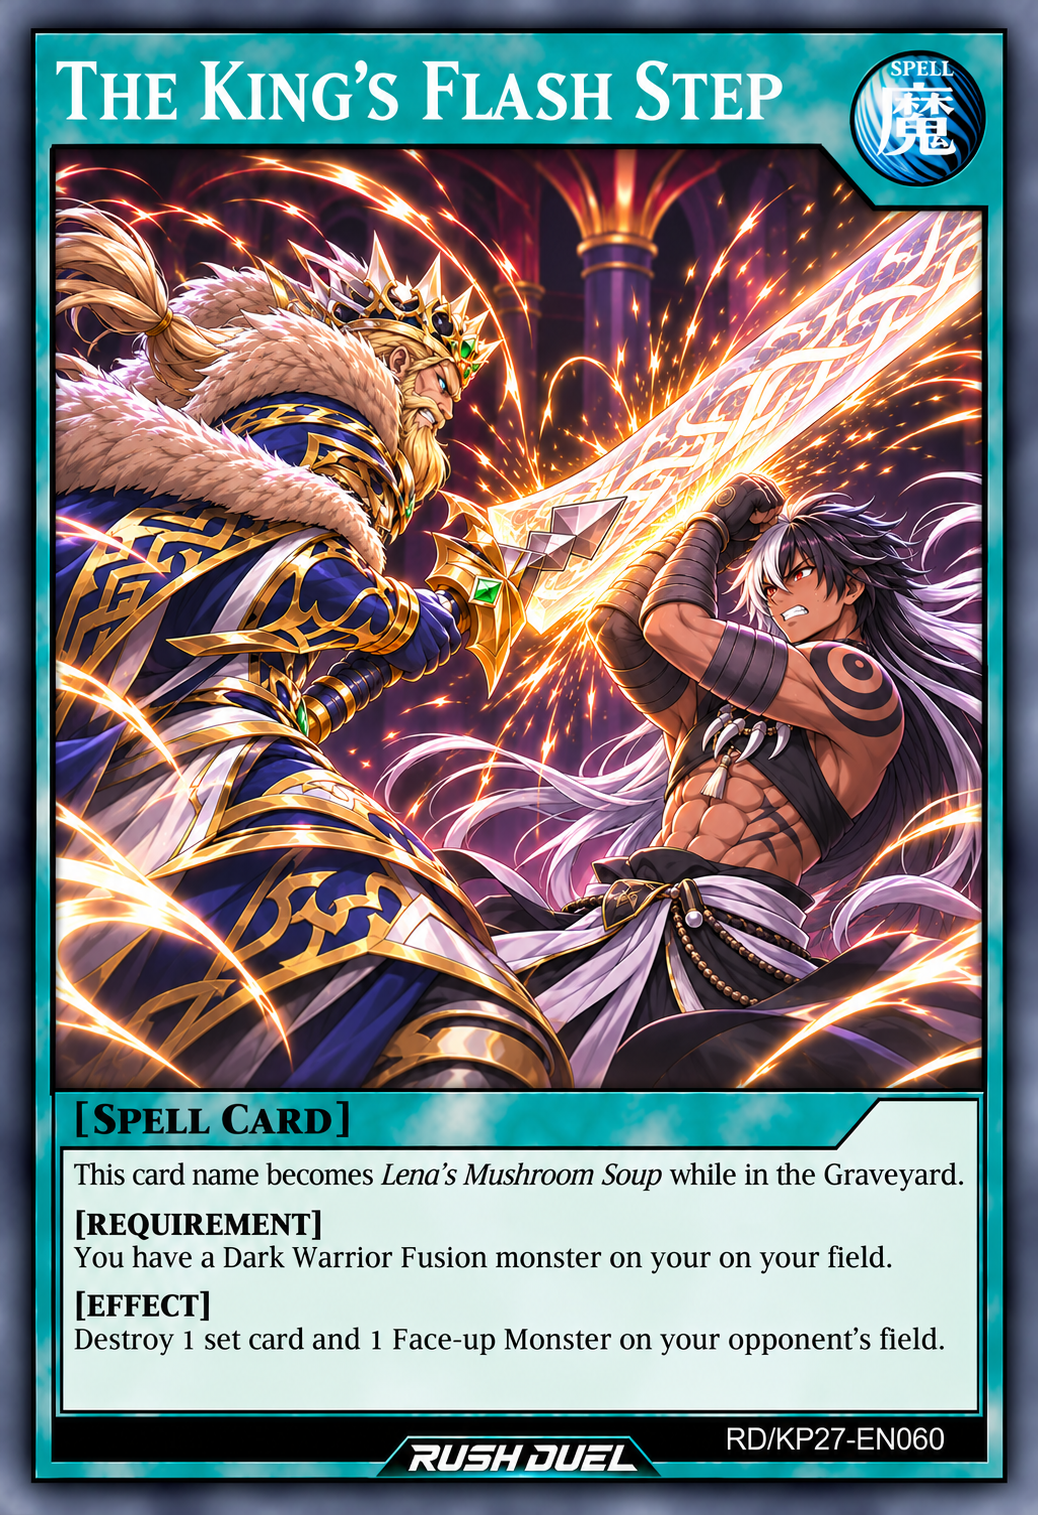 The King's Flash Step
SPELL
魔
[Spell Card]
This card name becomes Lena's Mushroom Soup while in the Graveyard.
[REQUIREMENT]
You have a Dark Warrior Fusion monster on your on your field.
[EFFECT]
Destroy 1 set card and 1 Face-up Monster on your opponent's field.
RD/KP27-EN060
RUSH DUEL